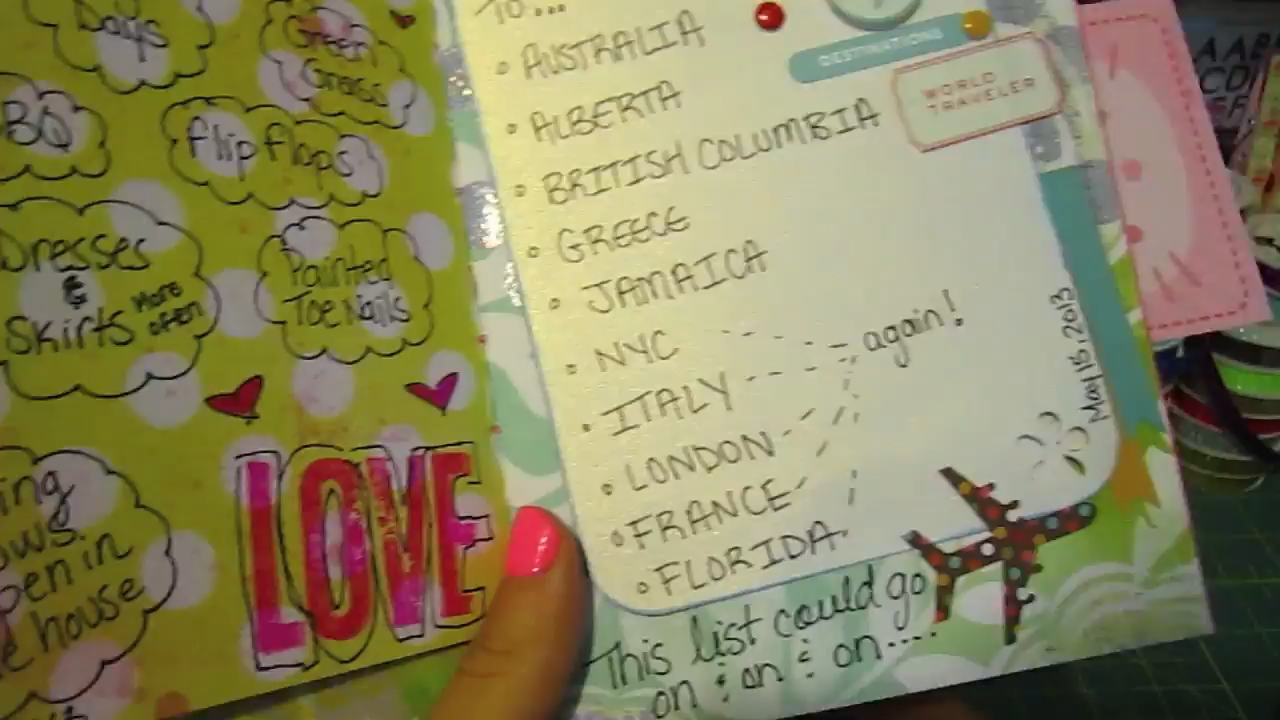 Days
Green
Grass
BQ
flip flops
Dresses
&
Skirts More
often
Painted
Toe Nails
ing
ows.
pen in
e house
LOVE
To...
• AUSTRALIA
• ALBERTA
• BRITISH COLUMBIA
• GREECE
• JAMAICA
• NYC
• ITALY
• LONDON
• FRANCE
• FLORIDA
again!
DESTINATIONS
WORLD
TRAVELER
May 15, 2013
This list could go
on & on & on....